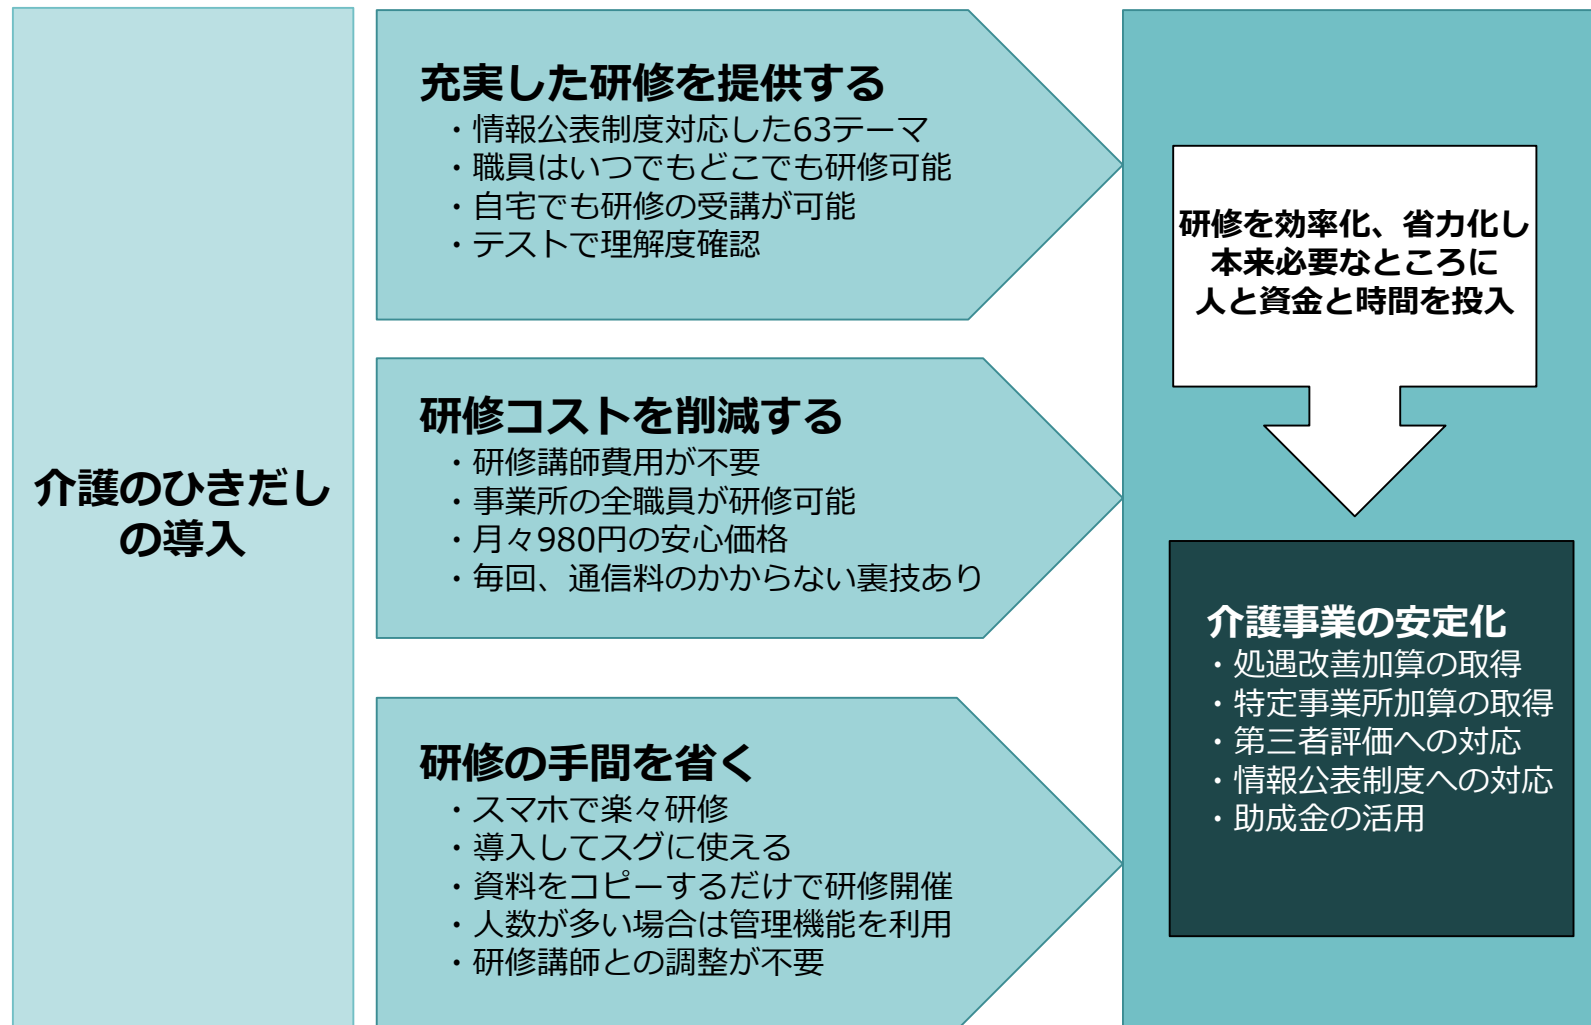 介護のひきだし
の導入
充実した研修を提供する
・情報公表制度対応した63テーマ
・職員はいつでもどこでも研修可能
・自宅でも研修の受講が可能
・テストで理解度確認
研修コストを削減する
・研修講師費用が不要
・事業所の全職員が研修可能
・月々980円の安心価格
・毎回、通信料のかからない裏技あり
研修の手間を省く
・スマホで楽々研修
・導入してスグに使える
・資料をコピーするだけで研修開催
・人数が多い場合は管理機能を利用
・研修講師との調整が不要
研修を効率化、省力化し
本来必要なところに
人と資金と時間を投入
介護事業の安定化
・処遇改善加算の取得
・特定事業所加算の取得
・第三者評価への対応
・情報公表制度への対応
・助成金の活用